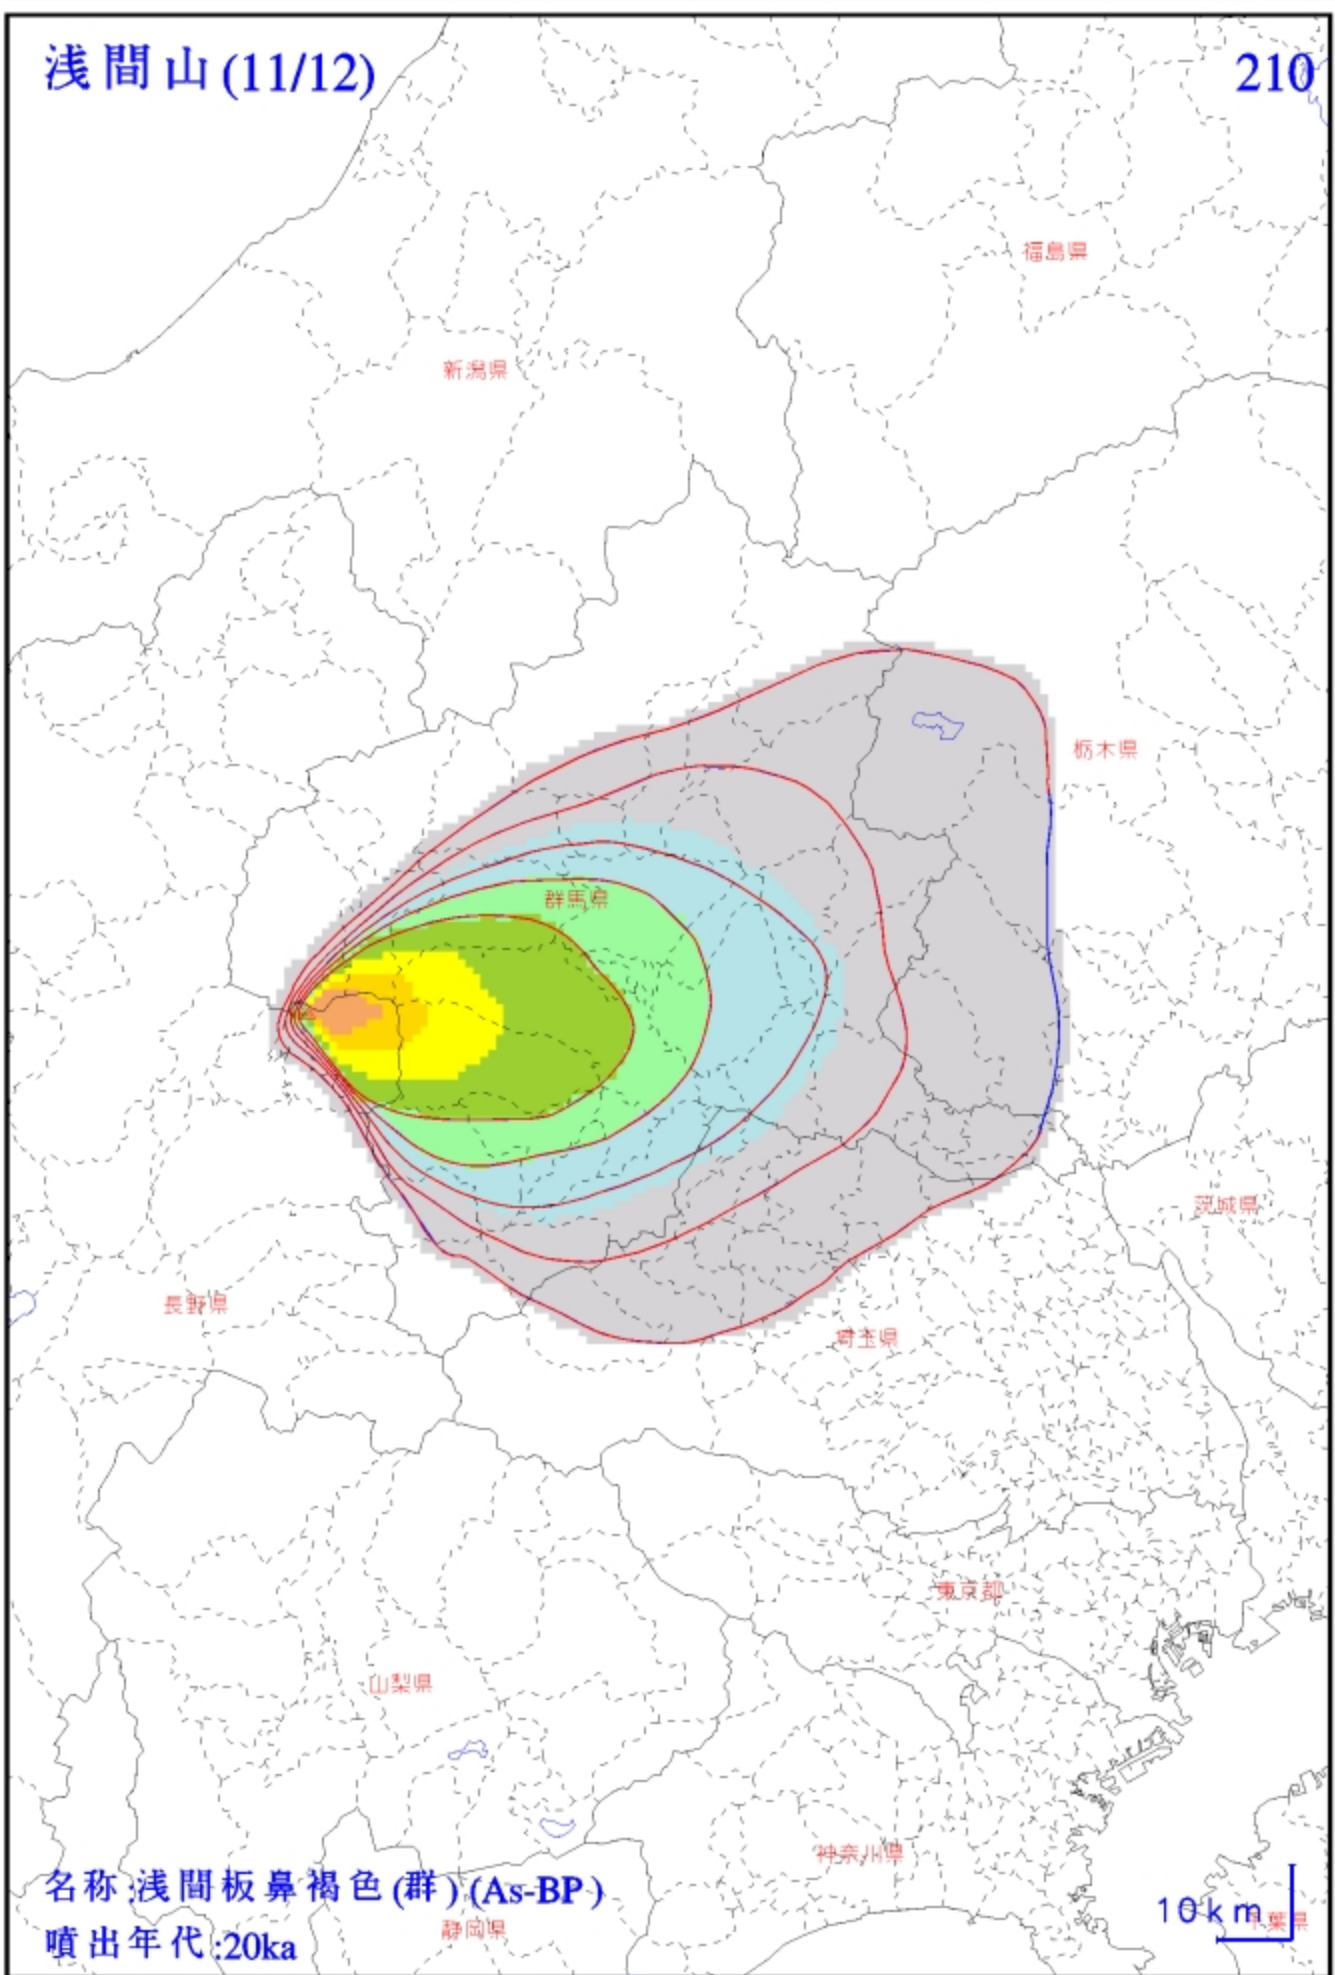 浅間山(11/12)
210
福島県
新潟県
栃木県
群馬県
茨城県
長野県
埼玉県
東京都
山梨県
神奈川県
名称:浅間板鼻褐色(群)(As-BP)
10km
千葉県
静岡県
噴出年代:20ka